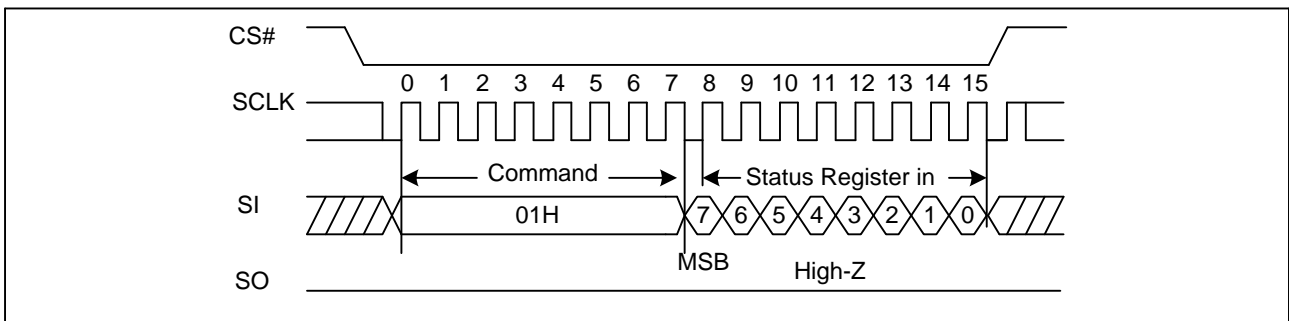 CS#
0 1 2 3 4 5 6 7 8 9 10 11 12 13 14 15
SCLK
Command
Status Register in
SI
01H
7 6 5 4 3 2 1 0
MSB
High-Z
SO